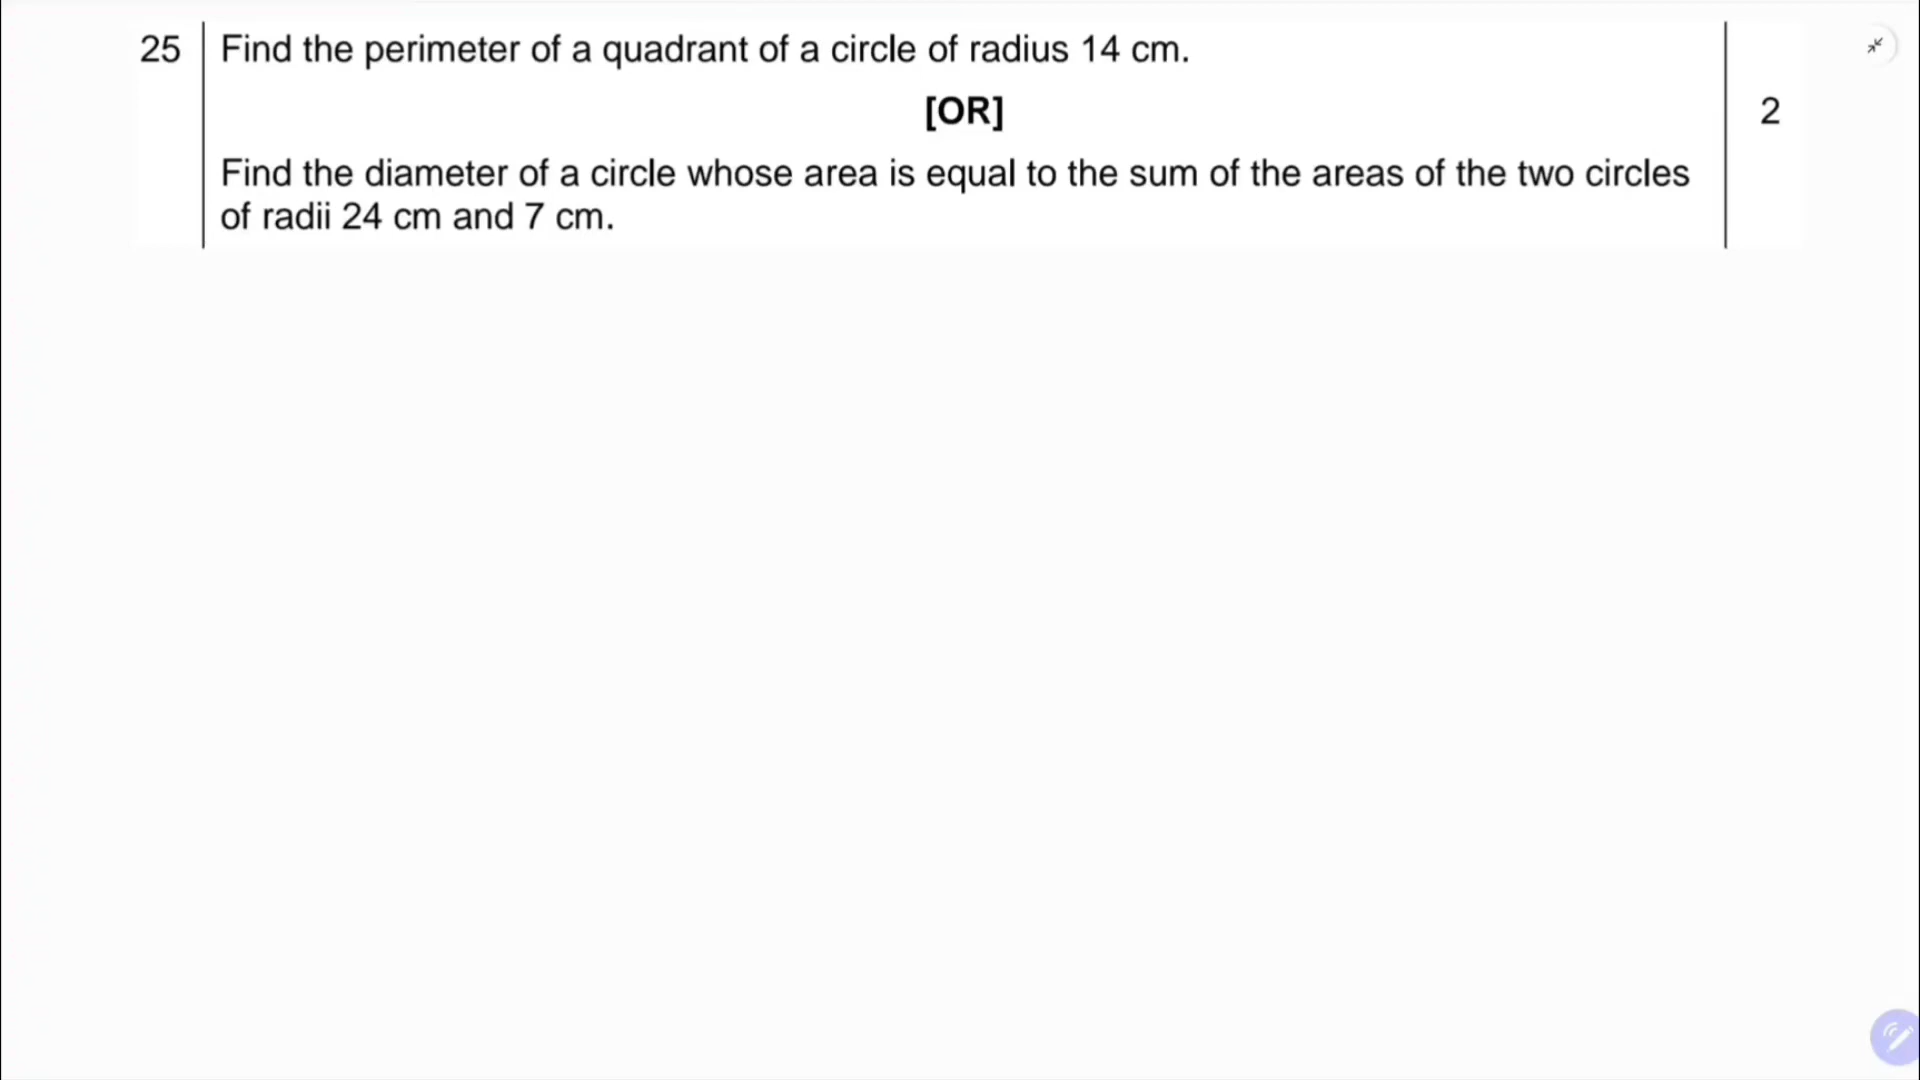 25 Find the perimeter of a quadrant of a circle of radius 14 cm.
[OR] 2
Find the diameter of a circle whose area is equal to the sum of the areas of the two circles
of radii 24 cm and 7 cm.